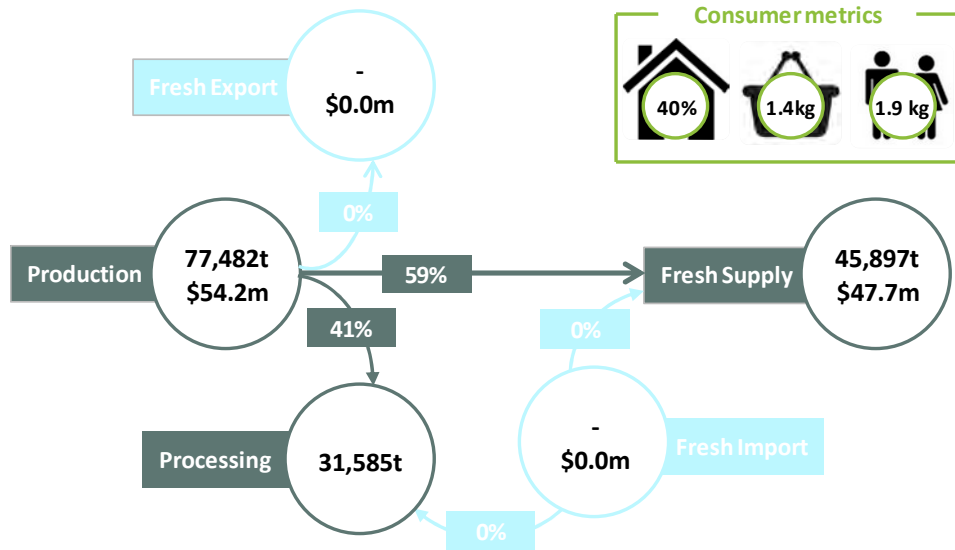 Consumer metrics
40%
1.4kg
1.9 kg
Fresh Export
-
$0.0m
0%
Production
77,482t
$54.2m
59%
Fresh Supply
45,897t
$47.7m
41%
0%
Processing
31,585t
-
$0.0m
Fresh Import
0%